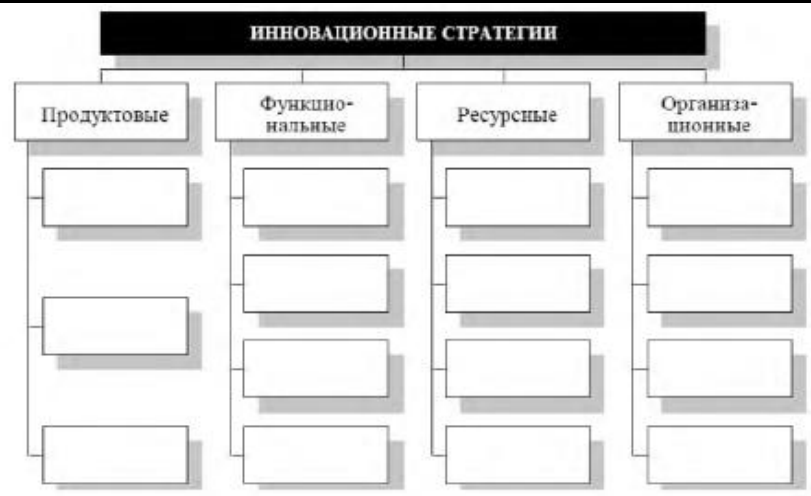 ИННОВАЦИОННЫЕ СТРАТЕГИИ
Продуктовые
Функцио-
нальные
Ресурсные
Организа-
ционные